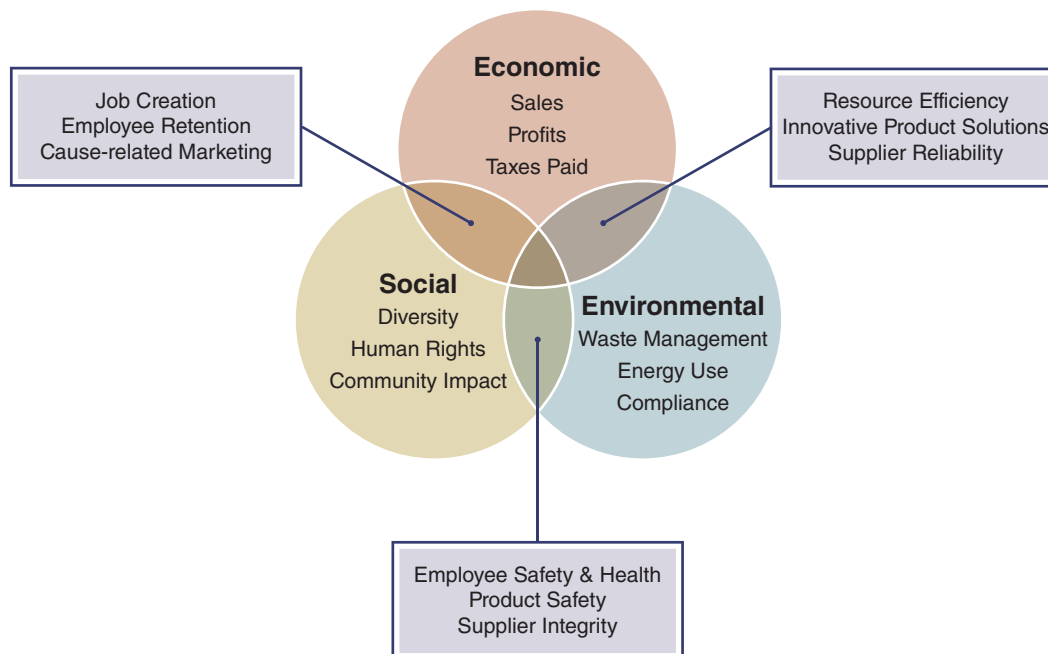 Economic
Sales
Profits
Taxes Paid
Job Creation
Employee Retention
Cause-related Marketing
Resource Efficiency
Innovative Product Solutions
Supplier Reliability
Social
Diversity
Human Rights
Community Impact
Environmental
Waste Management
Energy Use
Compliance
Employee Safety & Health
Product Safety
Supplier Integrity